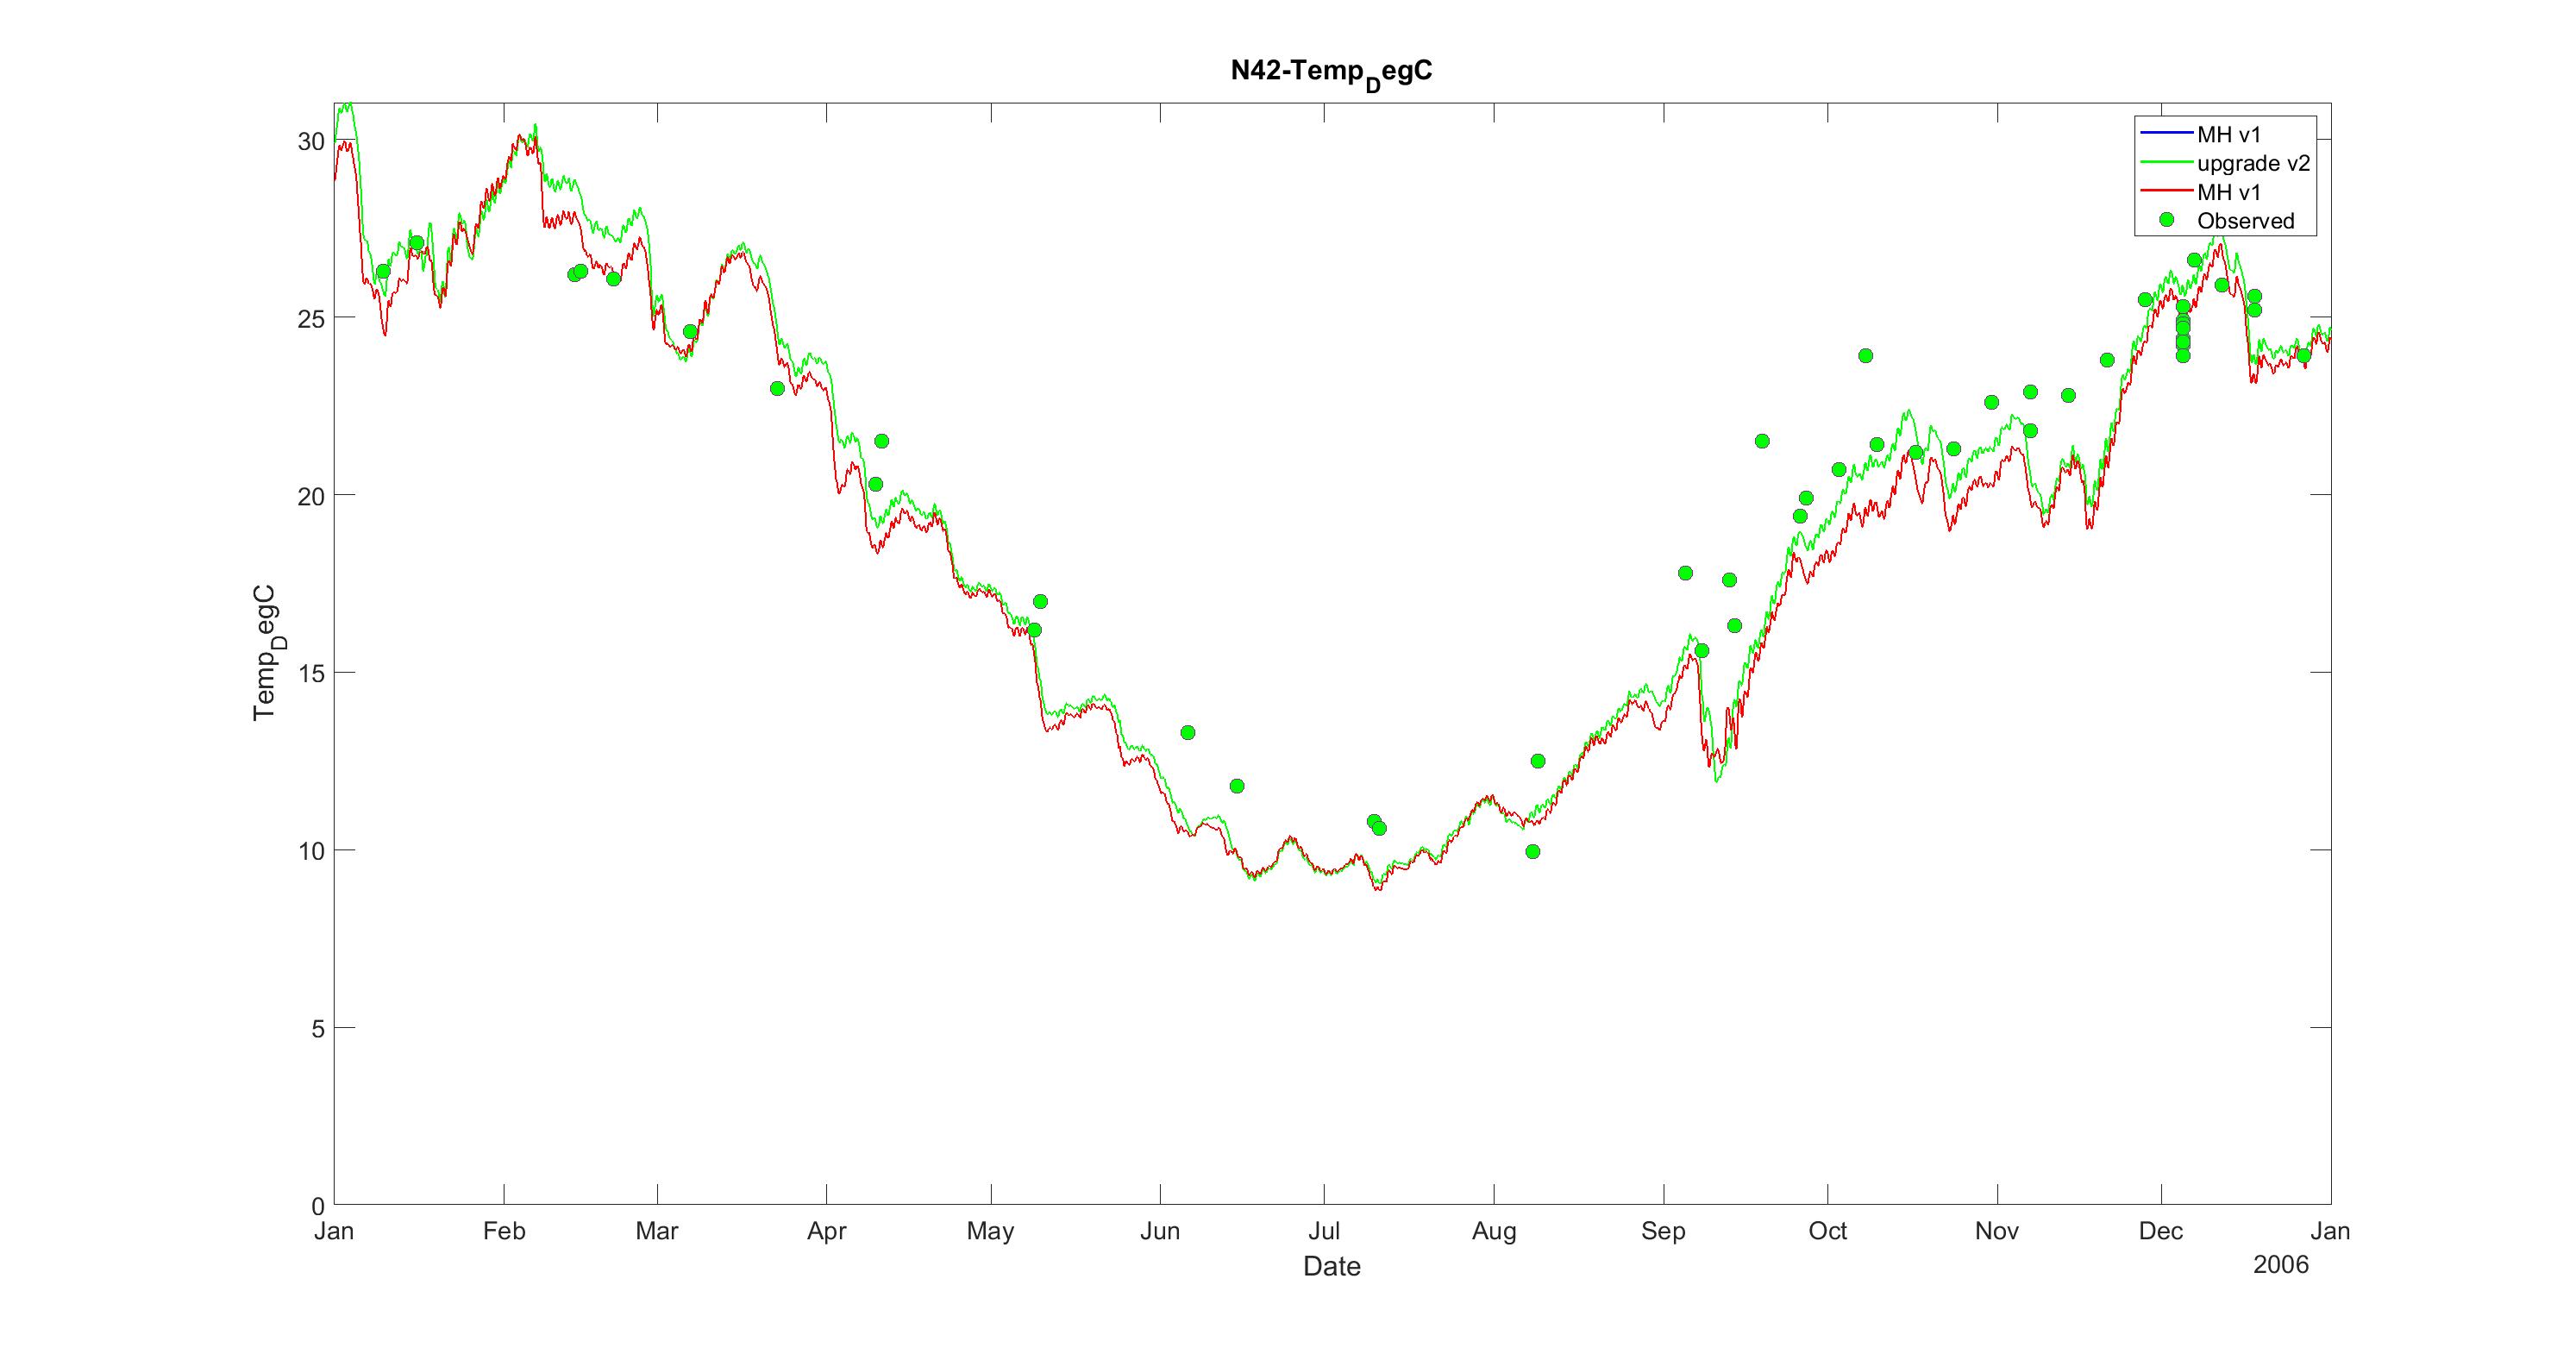 N42-Temp_DegC
MH v1
upgrade v2
MH v1
Observed
Temp_DegC
30
25
20
15
10
5
0
Jan Feb Mar Apr May Jun Jul Aug Sep Oct Nov Dec Jan
Date
2006